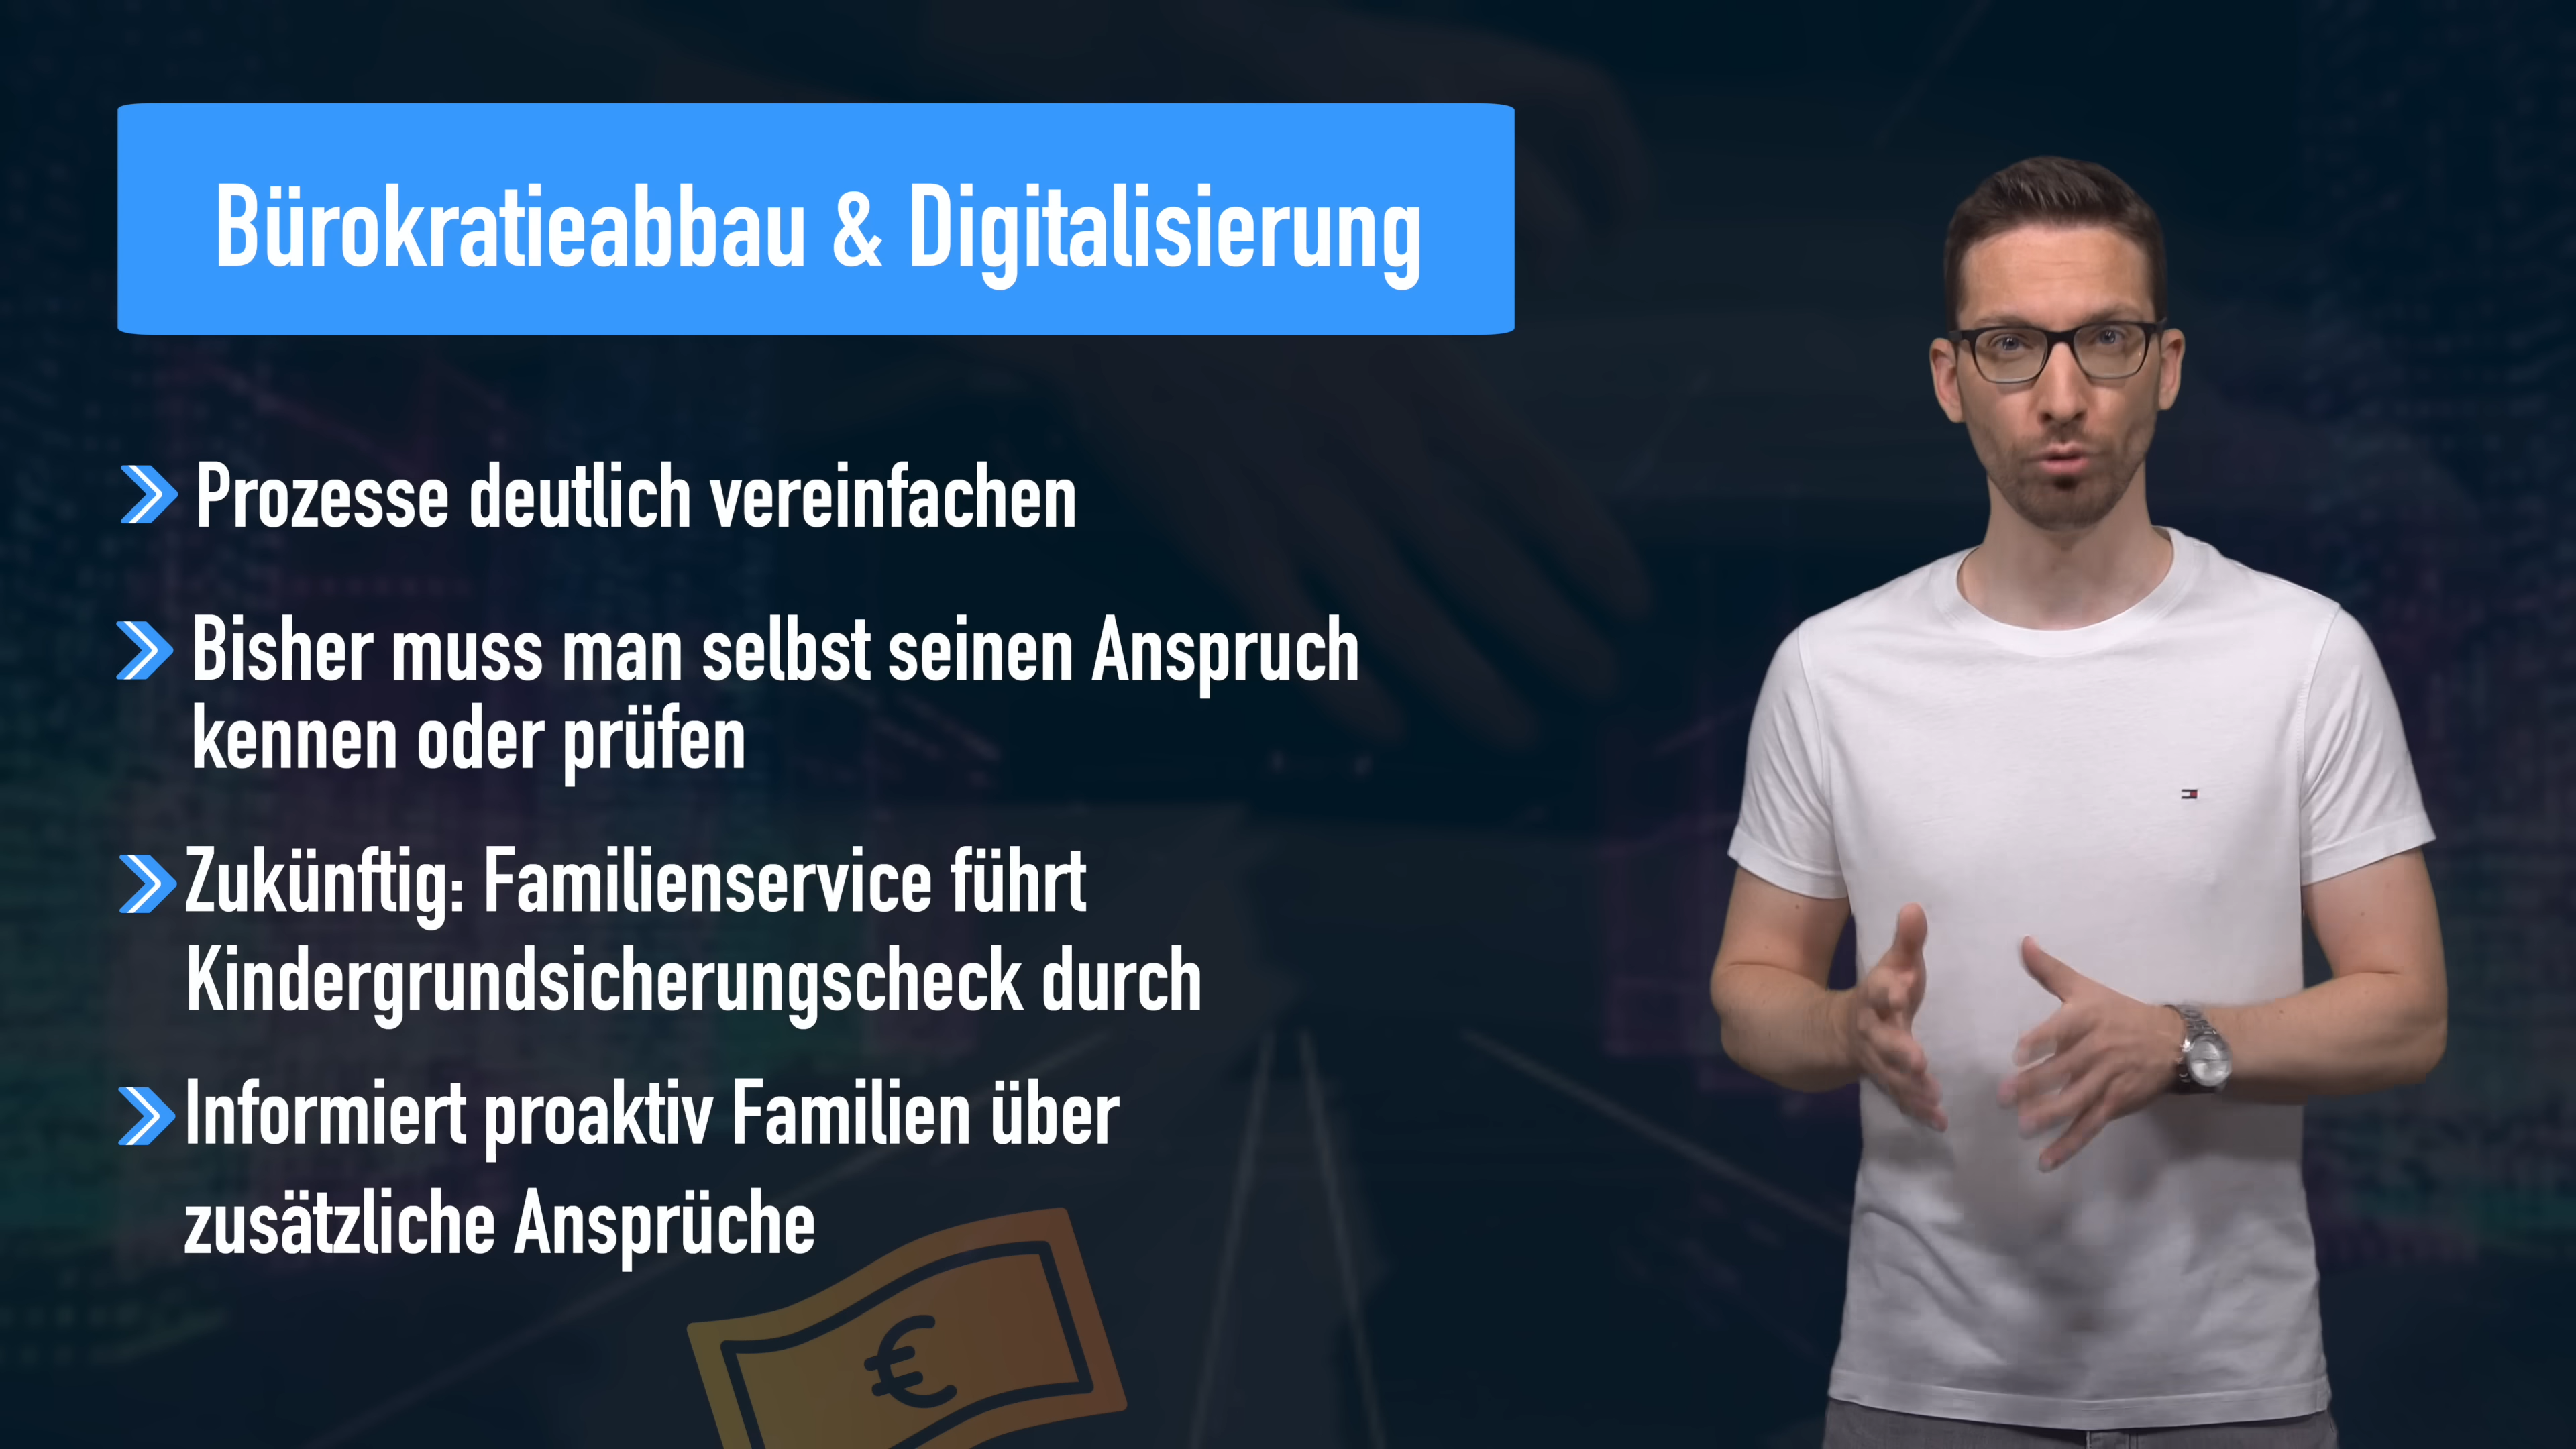 Bürokratieabbau & Digitalisierung
Prozesse deutlich vereinfachen
Bisher muss man selbst seinen Anspruch
kennen oder prüfen
Zukünftig: Familienservice führt
Kindergrundsicherungscheck durch
Informiert proaktiv Familien über
zusätzliche Ansprüche
€